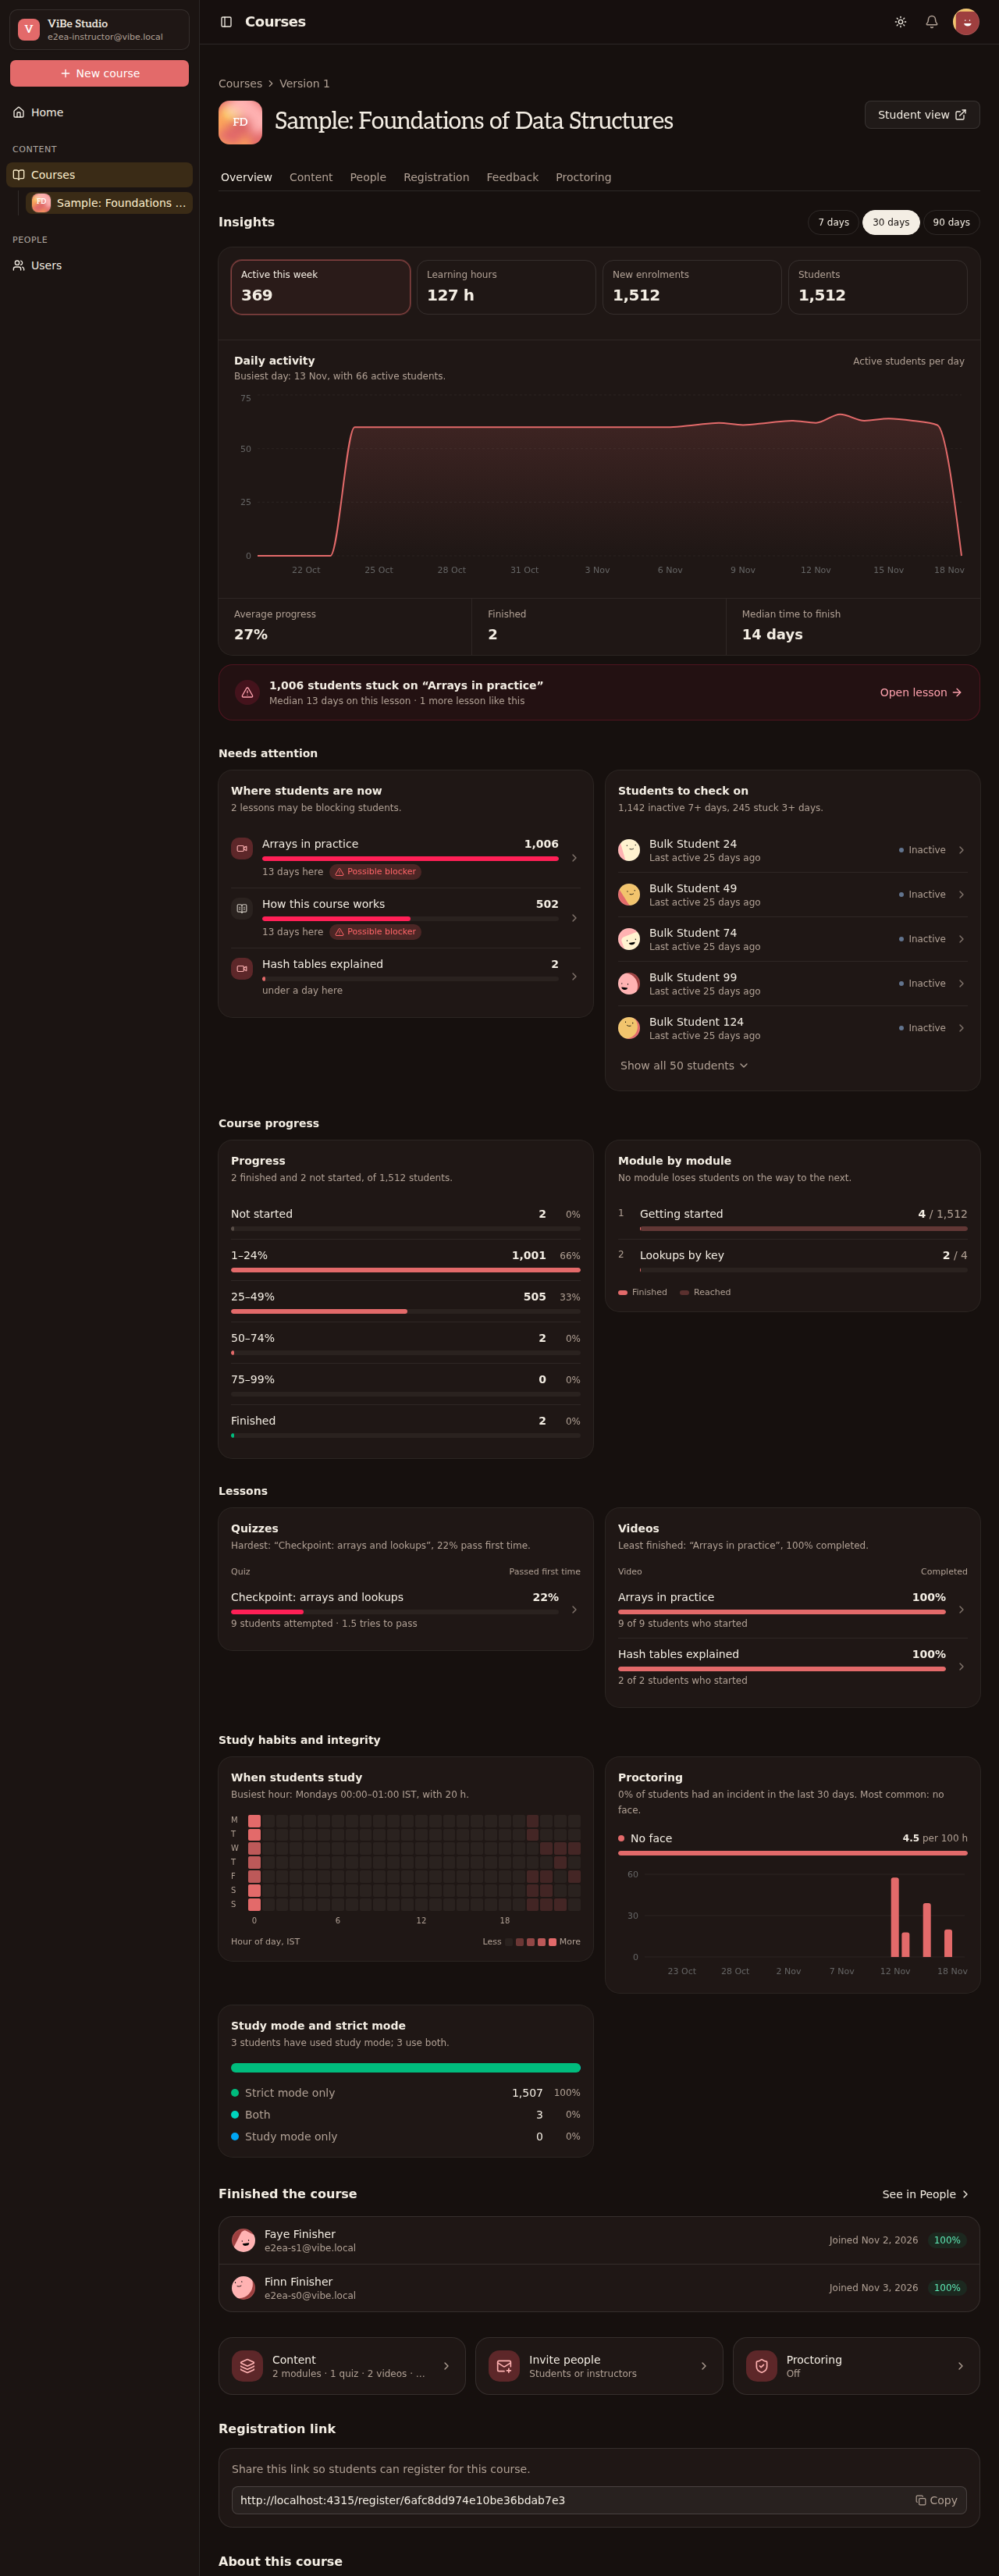 V
ViBe Studio
e2ea-instructor@vibe.local
New course
Home
CONTENT
Courses
FD
Sample: Foundations ...
PEOPLE
Users
Courses
Courses
Version 1
FD
Sample: Foundations of Data Structures
Student view
Overview
Content
People
Registration
Feedback
Proctoring
Insights
7 days
30 days
90 days
Active this week
369
Learning hours
127 h
New enrolments
1,512
Students
1,512
Daily activity
Busiest day: 13 Nov, with 66 active students.
Active students per day
75
50
25
0
22 Oct
25 Oct
28 Oct
31 Oct
3 Nov
6 Nov
9 Nov
12 Nov
15 Nov
18 Nov
Average progress
27%
Finished
2
Median time to finish
14 days
1,006 students stuck on “Arrays in practice”
Median 13 days on this lesson · 1 more lesson like this
Open lesson
Needs attention
Where students are now
2 lessons may be blocking students.
Arrays in practice
1,006
13 days here
Possible blocker
How this course works
502
13 days here
Possible blocker
Hash tables explained
2
under a day here
Students to check on
1,142 inactive 7+ days, 245 stuck 3+ days.
Bulk Student 24
Last active 25 days ago
Inactive
Bulk Student 49
Last active 25 days ago
Inactive
Bulk Student 74
Last active 25 days ago
Inactive
Bulk Student 99
Last active 25 days ago
Inactive
Bulk Student 124
Last active 25 days ago
Inactive
Show all 50 students
Course progress
Progress
2 finished and 2 not started, of 1,512 students.
Not started
2
0%
1–24%
1,001
66%
25–49%
505
33%
50–74%
2
0%
75–99%
0
0%
Finished
2
0%
Module by module
No module loses students on the way to the next.
1
Getting started
4 / 1,512
2
Lookups by key
2 / 4
Finished
Reached
Lessons
Quizzes
Hardest: “Checkpoint: arrays and lookups”, 22% pass first time.
Quiz
Passed first time
Checkpoint: arrays and lookups
22%
9 students attempted · 1.5 tries to pass
Videos
Least finished: “Arrays in practice”, 100% completed.
Video
Completed
Arrays in practice
100%
9 of 9 students who started
Hash tables explained
100%
2 of 2 students who started
Study habits and integrity
When students study
Busiest hour: Mondays 00:00–01:00 IST, with 20 h.
M
T
W
T
F
S
S
0
6
12
18
Hour of day, IST
Less
More
Proctoring
0% of students had an incident in the last 30 days. Most common: no
face.
No face
4.5 per 100 h
60
30
0
23 Oct
28 Oct
2 Nov
7 Nov
12 Nov
18 Nov
Study mode and strict mode
3 students have used study mode; 3 use both.
Strict mode only
1,507
100%
Both
3
0%
Study mode only
0
0%
Finished the course
See in People
Faye Finisher
e2ea-s1@vibe.local
Joined Nov 2, 2026
100%
Finn Finisher
e2ea-s0@vibe.local
Joined Nov 3, 2026
100%
Content
2 modules · 1 quiz · 2 videos · ...
Invite people
Students or instructors
Proctoring
Off
Registration link
Share this link so students can register for this course.
http://localhost:4315/register/6afc8dd974e10be36bdab7e3
Copy
About this course